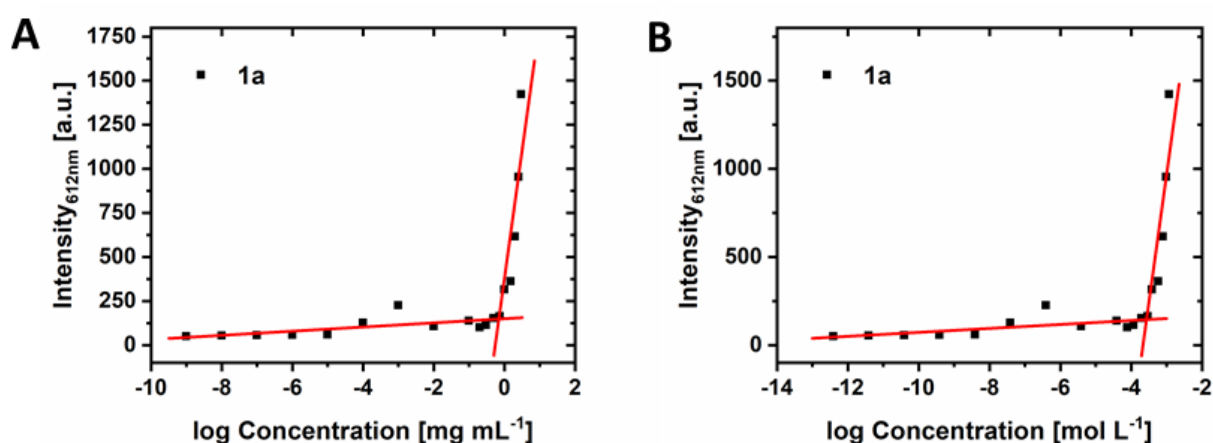 A
Intensity612nm [a.u.]
1750
1500
1250
1000
750
500
250
0
1a
-10 -8 -6 -4 -2 0 2
log Concentration [mg mL-1]
B
Intensity612nm [a.u.]
1500
1000
500
0
1a
-14 -12 -10 -8 -6 -4 -2
log Concentration [mol L-1]